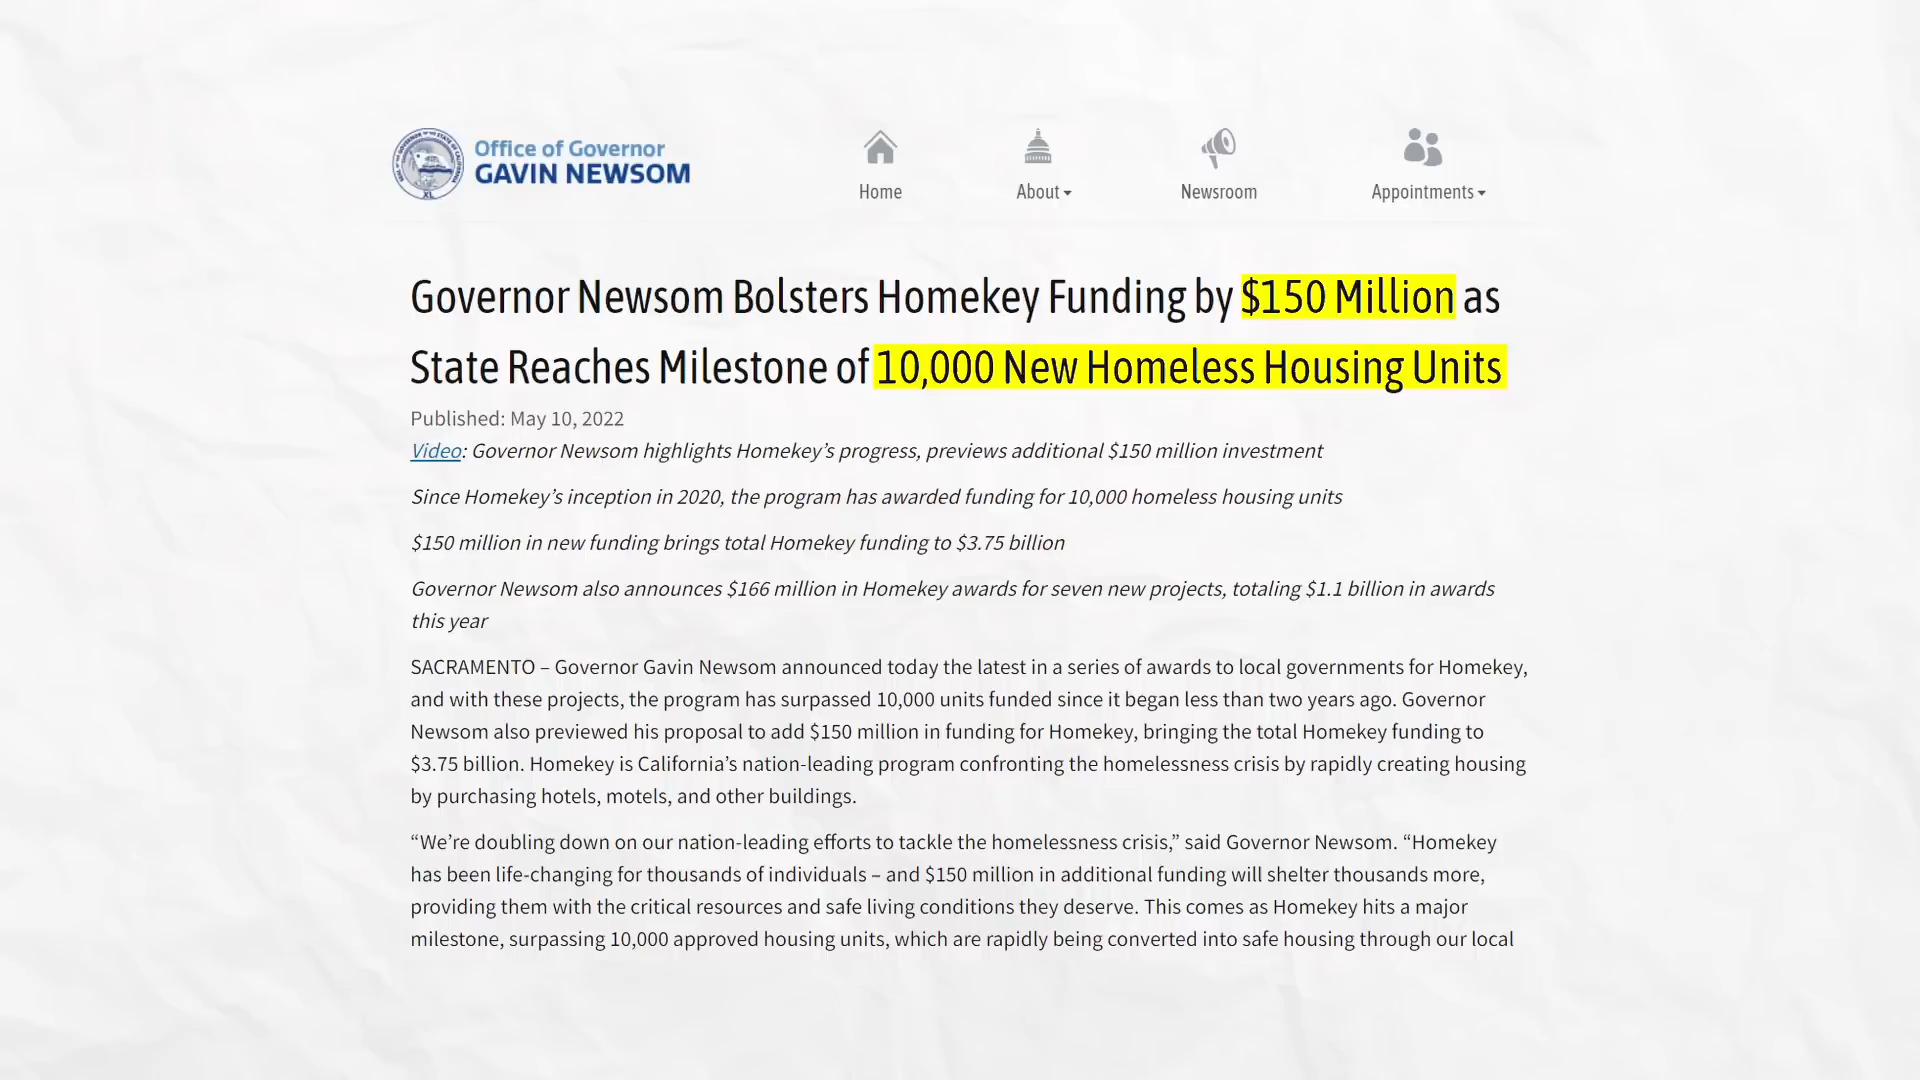 Office of Governor
GAVIN NEWSOM
Home
About
Newsroom
Appointments
Governor Newsom Bolsters Homekey Funding by $150 Million as
State Reaches Milestone of 10,000 New Homeless Housing Units
Published: May 10, 2022
Video: Governor Newsom highlights Homekey’s progress, previews additional $150 million investment
Since Homekey’s inception in 2020, the program has awarded funding for 10,000 homeless housing units
$150 million in new funding brings total Homekey funding to $3.75 billion
Governor Newsom also announces $166 million in Homekey awards for seven new projects, totaling $1.1 billion in awards
this year
SACRAMENTO – Governor Gavin Newsom announced today the latest in a series of awards to local governments for Homekey,
and with these projects, the program has surpassed 10,000 units funded since it began less than two years ago. Governor
Newsom also previewed his proposal to add $150 million in funding for Homekey, bringing the total Homekey funding to
$3.75 billion. Homekey is California’s nation-leading program confronting the homelessness crisis by rapidly creating housing
by purchasing hotels, motels, and other buildings.
“We’re doubling down on our nation-leading efforts to tackle the homelessness crisis,” said Governor Newsom. “Homekey
has been life-changing for thousands of individuals – and $150 million in additional funding will shelter thousands more,
providing them with the critical resources and safe living conditions they deserve. This comes as Homekey hits a major
milestone, surpassing 10,000 approved housing units, which are rapidly being converted into safe housing through our local